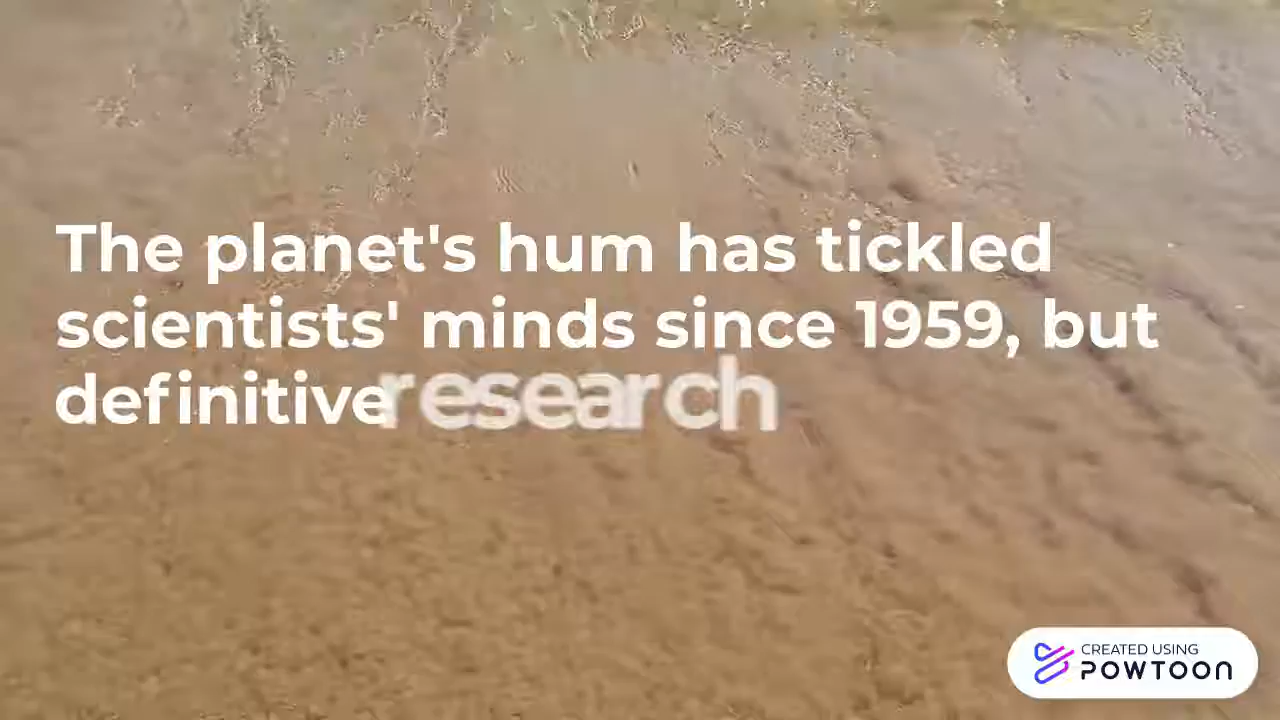 The planet's hum has tickled
scientists' minds since 1959, but
definitive research
CREATED USING
POWTOON